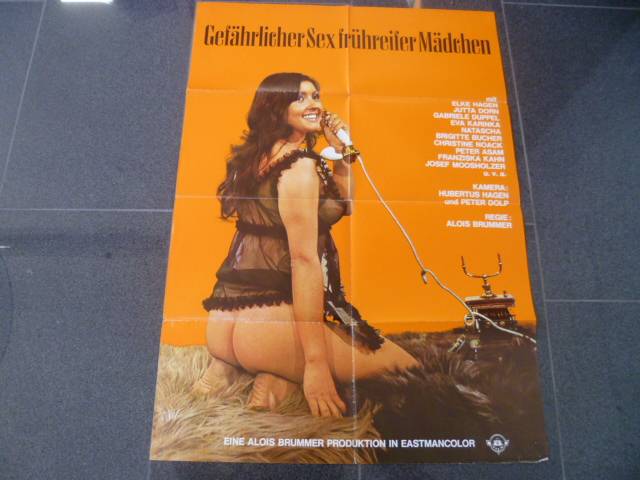 Gefährlicher Sex frühreifer Mädchen
mit
ELKE HAGEN
JUTTA DORN
GABRIELE DUPPEL
EVA KARINKA
NATASCHA
BRIGITTE BUCHER
CHRISTINE NOACK
PETER ASAM
FRANZISKA KAHN
JOSEF MOOSHOLZER
u. v. a.
KAMERA:
HUBERTUS HAGEN
und PETER DOLP
REGIE:
ALOIS BRUMMER
EINE ALOIS BRUMMER PRODUKTION IN EASTMANCOLOR